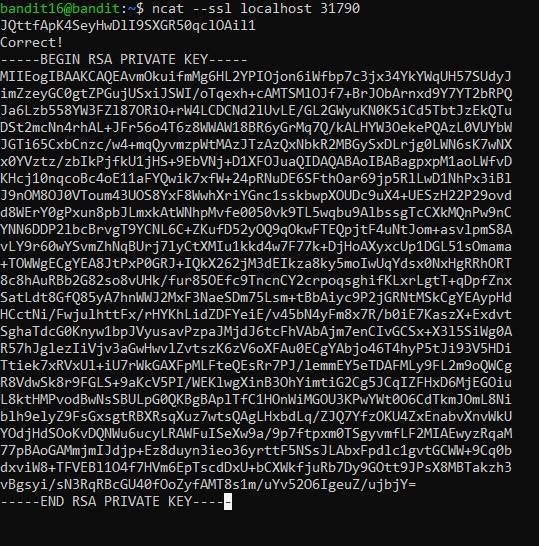 bandit16@bandit:~$ ncat --ssl localhost 31790
JQttfApK4SeyHwDlI9SXGR50qclOAil1
Correct!
-----BEGIN RSA PRIVATE KEY-----
MIIEogIBAAKCAQEAvmOkuifmMg6HL2YPIOjon6iWfbp7c3jx34YkYWqUH57SUdyJ
imZzeyGC0gtZPGujUSxiJSWI/oTqexh+cAMTSMlOJf7+BrJObArnxd9Y7YT2bRPQ
Ja6Lzb558YW3FZl87ORiO+rW4LCDCNd2lUvLE/GL2GWyuKN0K5iCd5TbtJzEkQTu
DSt2mcNn4rhAL+JFr56o4T6z8WWAW18BR6yGrMq7Q/kALHYW3OekePQAzL0VUYbW
JGTi65CxbCnzc/w4+mqQyvmzpWtMAzJTzAzQxNbkR2MBGySxDLrjg0LWN6sK7wNX
x0YVztz/zbIkPjfkU1jHS+9EbVNj+D1XFOJuaQIDAQABAoIBABagpxpM1aoLWfvD
KHcj10nqcoBc4oE11aFYQwik7xfW+24pRNuDE6SFthOar69jp5RlLwD1NhPx3iBl
J9nOM8OJ0VToum43UOS8YxF8WwhXriYGnc1sskbwpXOUDc9uX4+UESzH22P29ovd
d8WErY0gPxun8pbJLmxkAtWNhpMvfe0050vk9TL5wqbu9AlbssgTcCXkMQnPw9nC
YNN6DDP2lbcBrvgT9YCNL6C+ZKufD52yOQ9qOkwFTEQpjtF4uNtJom+asvlpmS8A
vLY9r60wYSvmZhNqBUrj7lyCtXMIu1kkd4w7F77k+DjHoAXyxcUp1DGL51sOmama
+TOWWgECgYEA8JtPxP0GRJ+IQkX262jM3dEIkza8ky5moIwUqYdsx0NxHgRRhORT
8c8hAuRBb2G82so8vUHk/fur85OEfc9TncnCY2crpoqsghifKLxrLgtT+qDpfZnx
SatLdt8GfQ85yA7hnWWJ2MxF3NaeSDm75Lsm+tBbAiyc9P2jGRNtMSkCgYEAypHd
HCctNi/FwjulhttFx/rHYKhLidZDFYeiE/v45bN4yFm8x7R/b0iE7KaszX+Exdvt
SghaTdcG0Knyw1bpJVyusavPzpaJMjdJ6tcFhVAbAjm7enCIvGCSx+X3l5SiWg0A
R57hJglezIiVjv3aGwHwvlZvtszK6zV6oXFAu0ECgYAbjo46T4hyP5tJi93V5HDi
Ttiek7xRVxUl+iU7rWkGAXFpMLFteQEsRr7PJ/lemmEY5eTDAFMLy9FL2m9oQWCg
R8VdwSk8r9FGLS+9aKcV5PI/WEKlwgXinB3OhYimtiG2Cg5JCqIZFHxD6MjEGOiu
L8ktHMPvodBwNsSBULpG0QKBgBAplTfC1HOnWiMGOU3KPwYWt0O6CdTkmJOmL8Ni
blh9elyZ9FsGxsgtRBXRsqXuz7wtsQAgLHxbdLq/ZJQ7YfzOKU4ZxEnabvXnvWkU
YOdjHdSOoKvDQNWu6ucyLRAWFuISeXw9a/9p7ftpxm0TSgyvmfLF2MIAEwyzRqaM
77pBAoGAMmjmIJdjp+Ez8duyn3ieo36yrttF5NSsJLAbxFpdlc1gvtGCWW+9Cq0b
dxviW8+TFVEBl1O4f7HVm6EpTscdDxU+bCXWkfjuRb7Dy9GOtt9JPsX8MBTakzh3
vBgsyi/sN3RqRBcGU40fOoZyfAMT8s1m/uYv52O6IgeuZ/ujbjY=
-----END RSA PRIVATE KEY-----